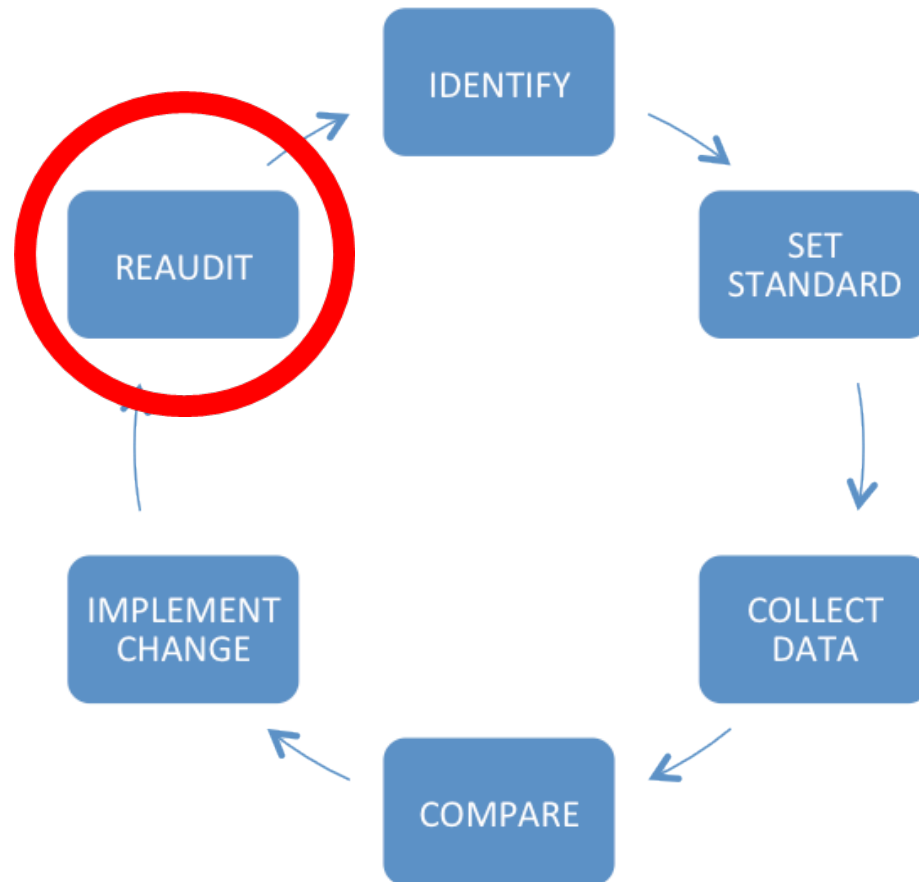 IDENTIFY
SET
STANDARD
COLLECT
DATA
COMPARE
IMPLEMENT
CHANGE
REAUDIT